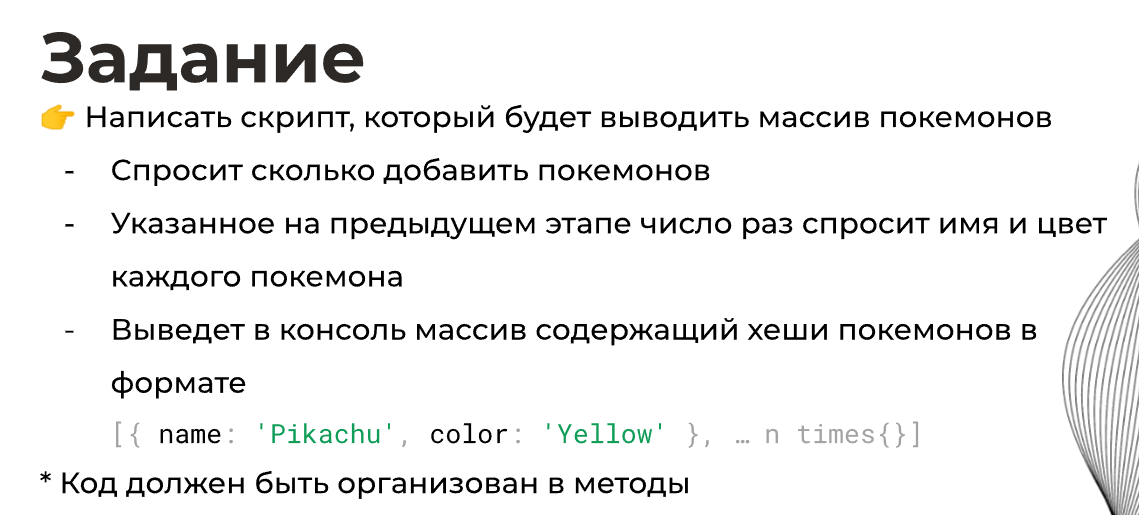 Задание
👉 Написать скрипт, который будет выводить массив покемонов
- Спросит сколько добавить покемонов
- Указанное на предыдущем этапе число раз спросит имя и цвет
каждого покемона
- Выведет в консоль массив содержащий хеши покемонов в
формате
[{ name: 'Pikachu', color: 'Yellow' }, … n times{}]
* Код должен быть организован в методы